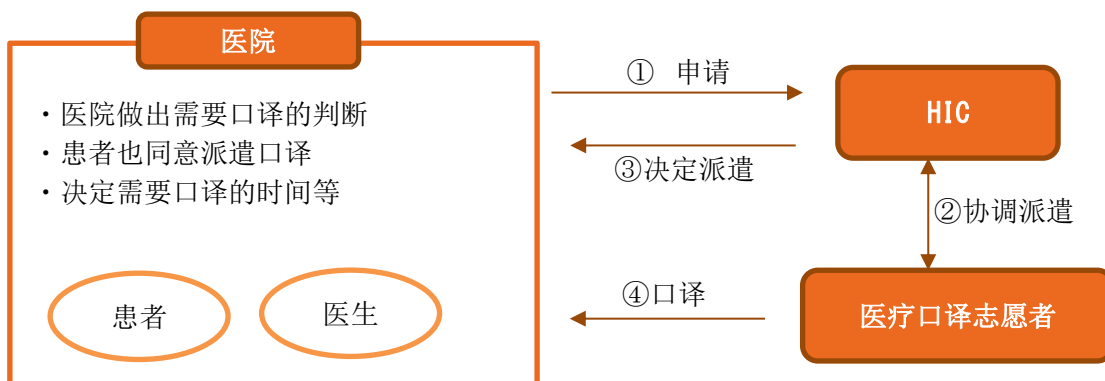 医院
・医院做出需要口译的判断
・患者也同意派遣口译
・决定需要口译的时间等
患者
医生
① 申请
HIC
③决定派遣
②协调派遣
④口译
医疗口译志愿者